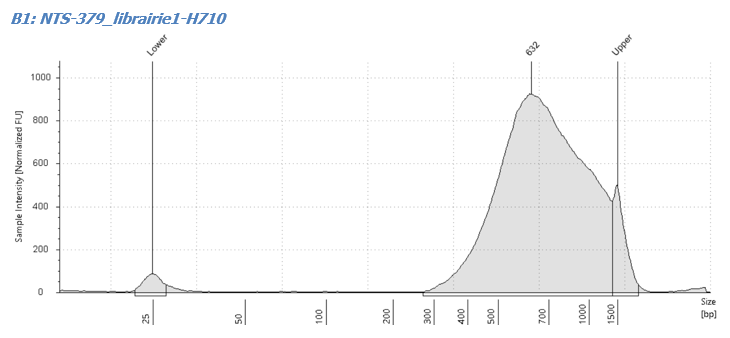 B1: NTS-379_librairie1-H710
Lower
632
Upper
Sample Intensity [Normalized FU]
1000
800
600
400
200
0
25
50
100
200
300
400
500
700
1000
1500
Size
[bp]